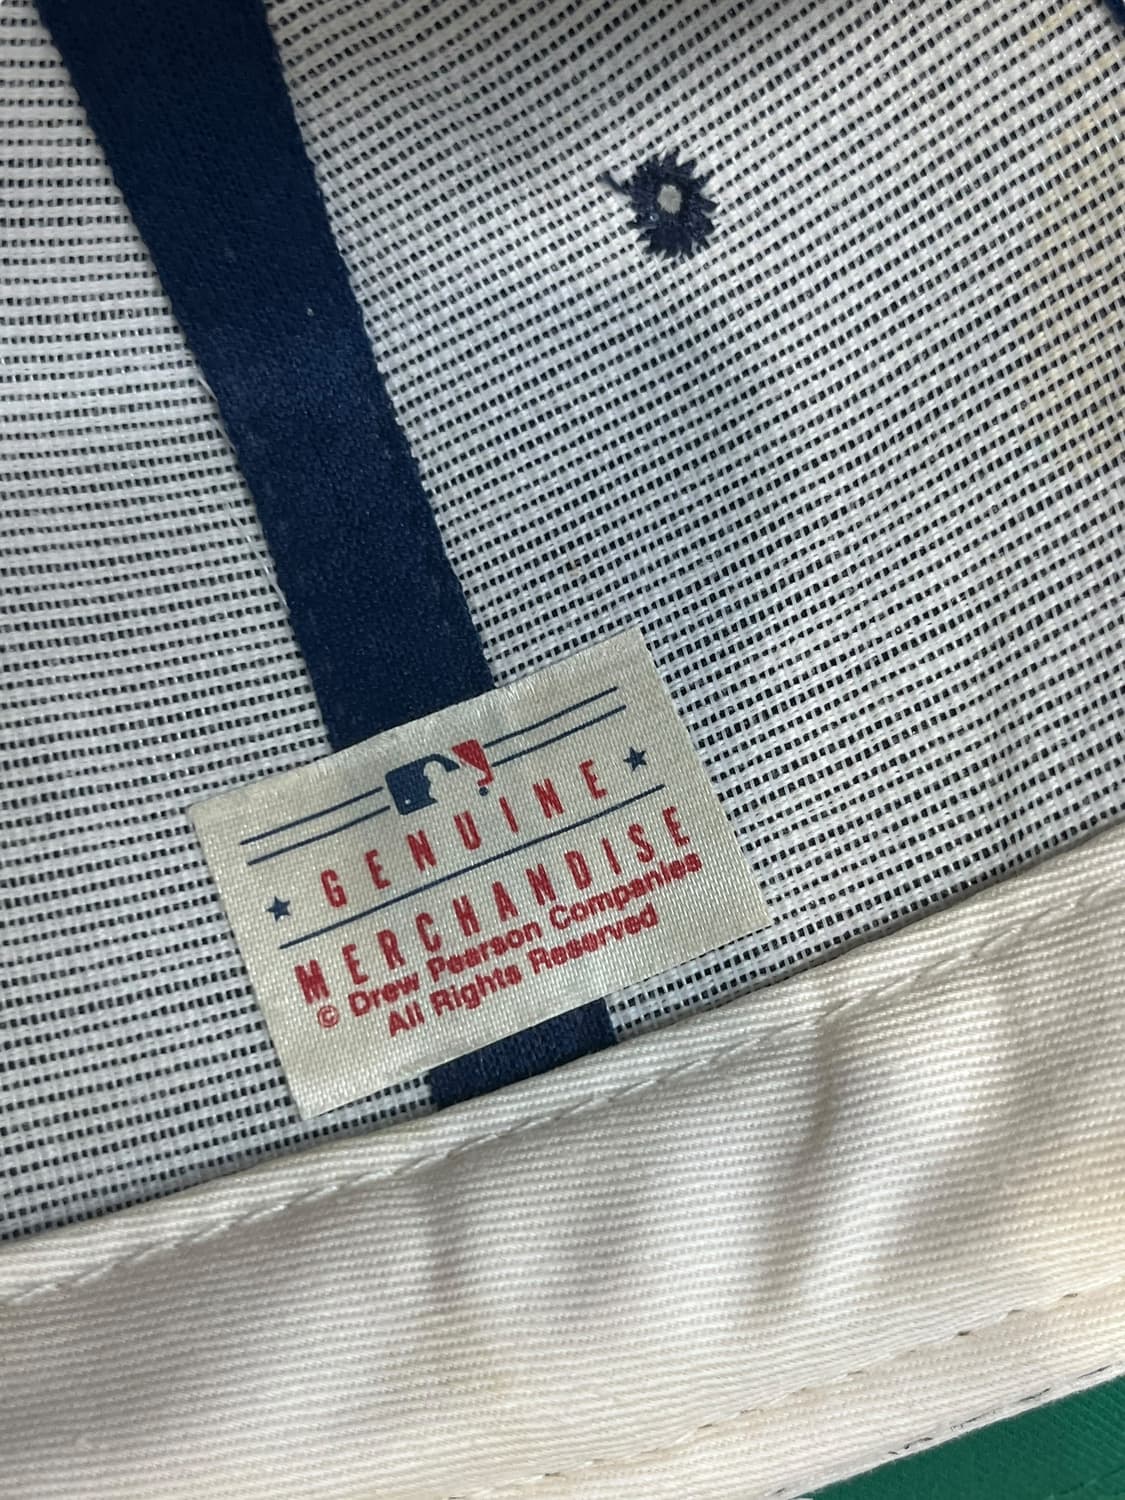 GENUINE
MERCHANDISE
© Drew Pearson Companies
All Rights Reserved